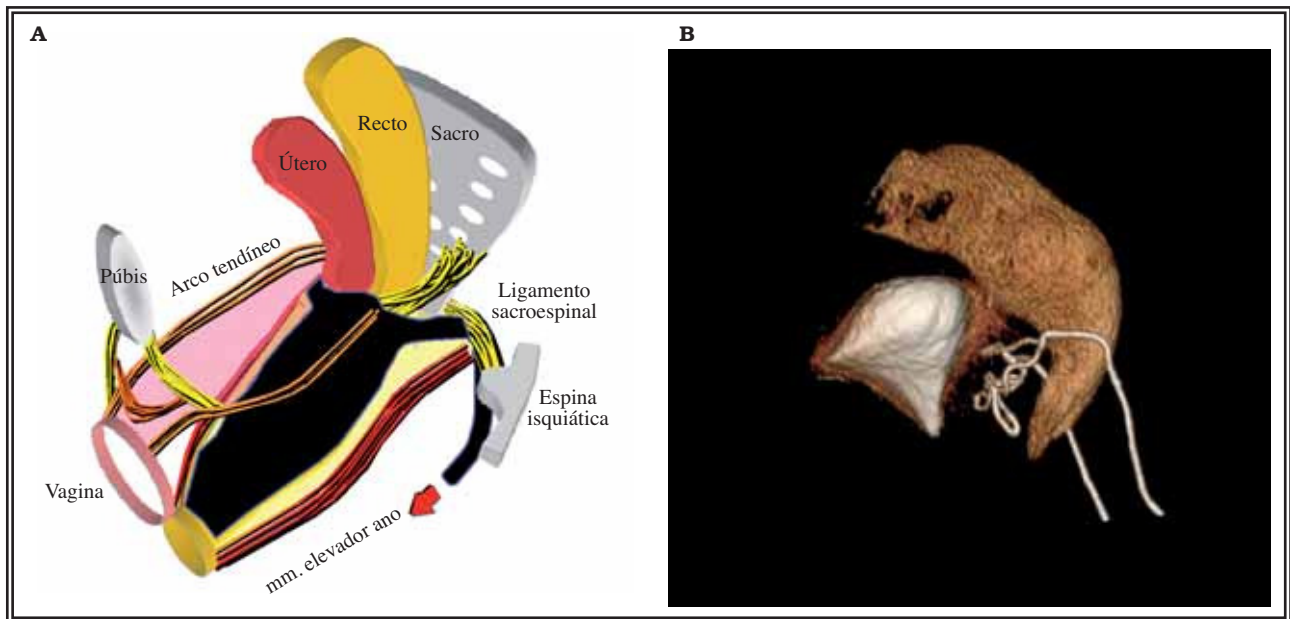 A
B
Recto
Sacro
Útero
Arco tendíneo
Púbis
Ligamento
sacroespinal
Espina
isquiática
Vagina
mm. elevador ano